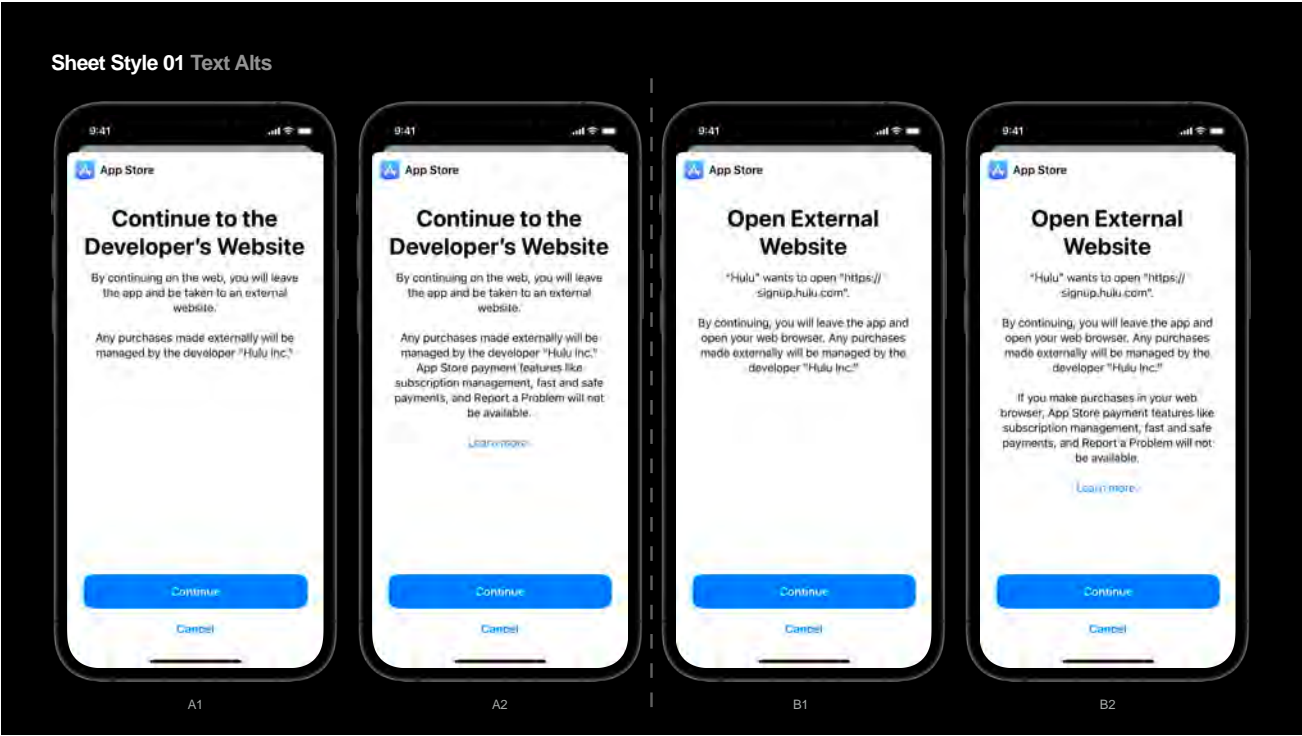 Sheet Style 01 Text Alts
9:41
App Store
Continue to the
Developer's Website
By continuing on the web, you will leave
the app and be taken to an external
website.
Any purchases made externally will be
managed by the developer "Hulu Inc."
Continue
Cancel
A1
9:41
App Store
Continue to the
Developer's Website
By continuing on the web, you will leave
the app and be taken to an external
website.
Any purchases made externally will be
managed by the developer "Hulu Inc."
App Store payment features like
subscription management, fast and safe
payments, and Report a Problem will not
be available.
Learn more.
Continue
Cancel
A2
9:41
App Store
Open External
Website
"Hulu" wants to open "https://
signup.hulu.com".
By continuing, you will leave the app and
open your web browser. Any purchases
made externally will be managed by the
developer "Hulu Inc."
Continue
Cancel
B1
9:41
App Store
Open External
Website
"Hulu" wants to open "https://
signup.hulu.com".
By continuing, you will leave the app and
open your web browser. Any purchases
made externally will be managed by the
developer "Hulu Inc."
If you make purchases in your web
browser, App Store payment features like
subscription management, fast and safe
payments, and Report a Problem will not
be available.
Learn more.
Continue
Cancel
B2